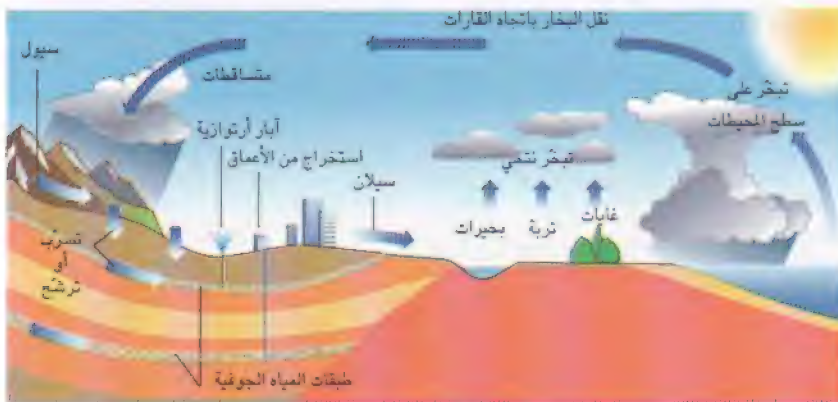 نقل البخار باتجاه القارات
سيول
متساقطات
تبخر على
سطح المحيطات
آبار أرتوازية
استخراج من الأعماق
تبخر نتحي
سيلان
غابات
تربة
بحيرات
تسرب
أو
ترشح
طبقات المياه الجوفية